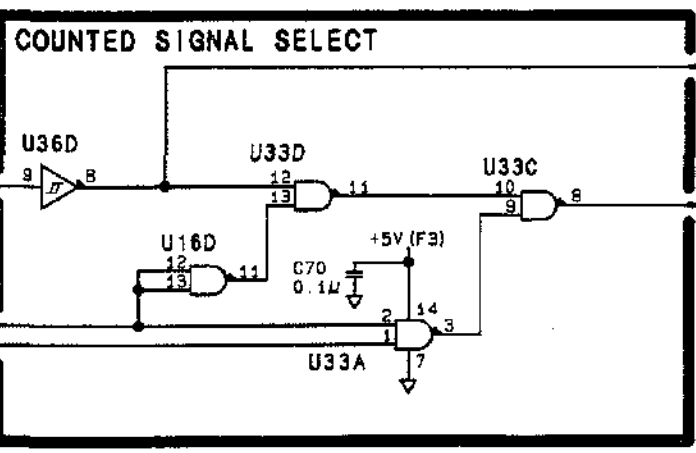 COUNTED SIGNAL SELECT
U36D
9
8
U33D
12
13
11
U33C
10
9
8
U16D
12
13
11
+5V (F3)
C70
0.1µ
14
2
1
3
7
U33A